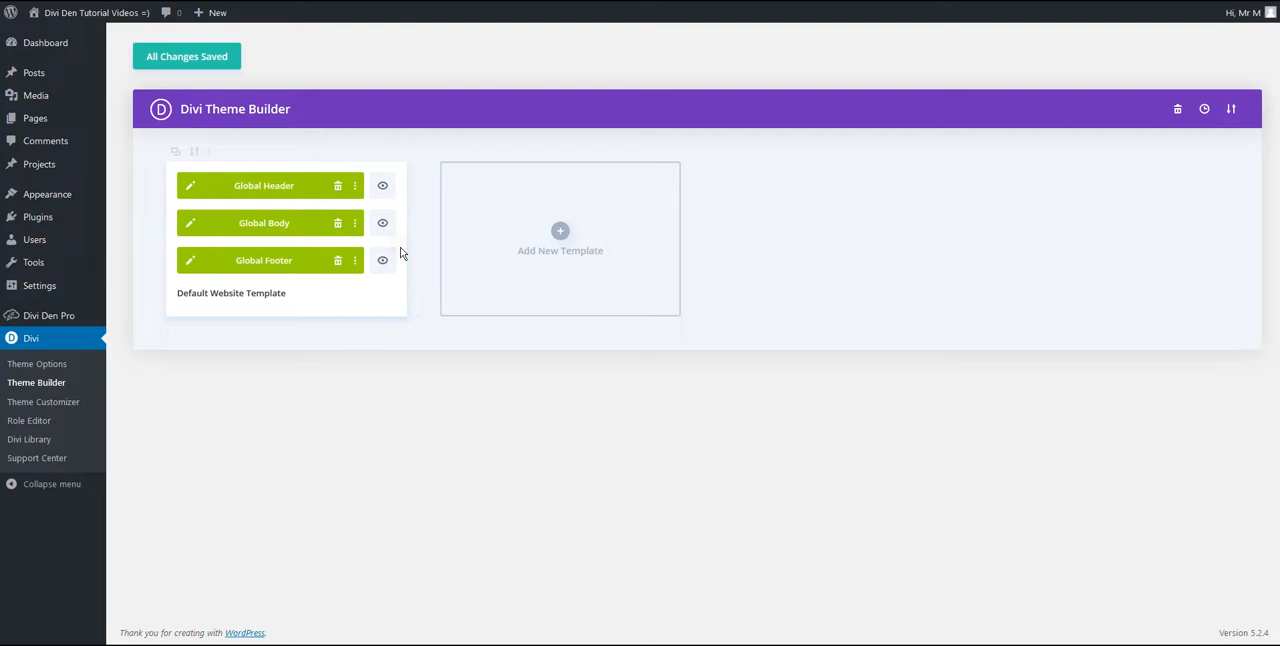 Divi Den Tutorial Videos =) 0 New Hi, Mr M
Dashboard
Posts
Media
Pages
Comments
Projects
Appearance
Plugins
Users
Tools
Settings
Divi Den Pro
Divi
Theme Options
Theme Builder
Theme Customizer
Role Editor
Divi Library
Support Center
Collapse menu
All Changes Saved
D Divi Theme Builder
Global Header
Global Body
Global Footer
Default Website Template
Add New Template
Thank you for creating with WordPress.
Version 5.2.4